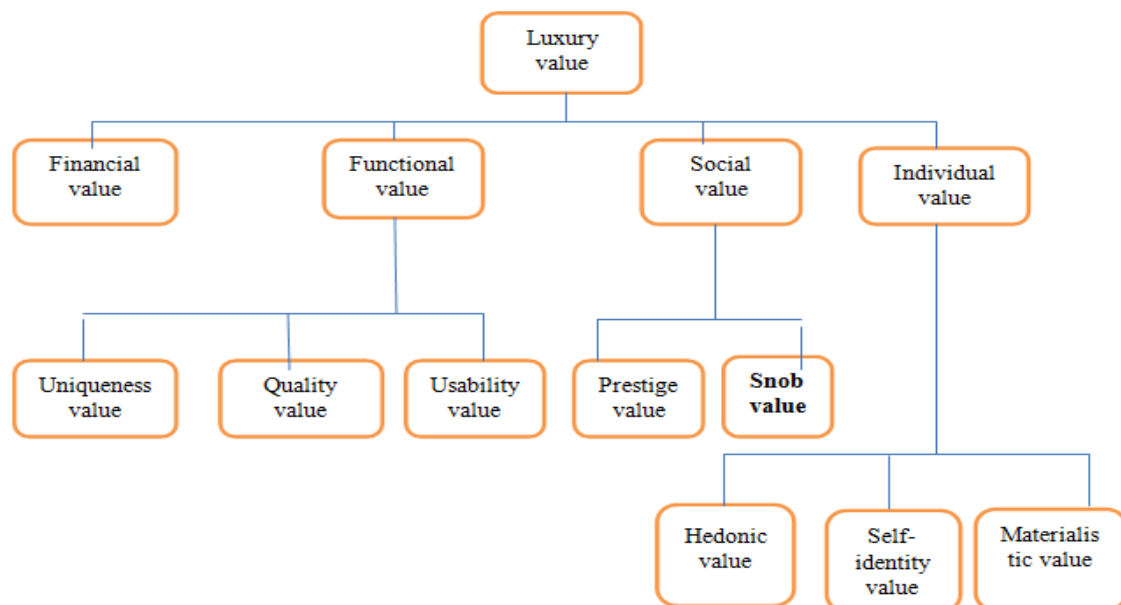 Luxury
value
Financial
value
Functional
value
Social
value
Individual
value
Uniqueness
value
Quality
value
Usability
value
Prestige
value
Snob
value
Hedonic
value
Self-
identity
value
Materialis
tic value